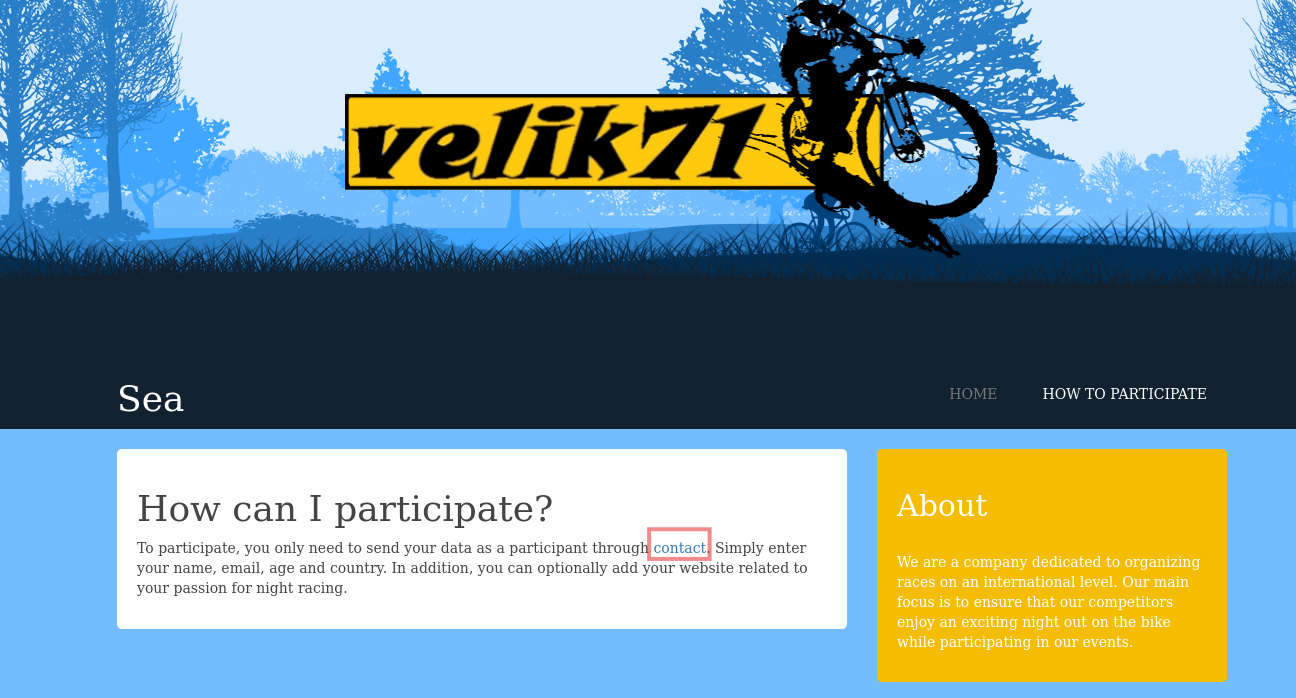 velik71
Sea
HOME
HOW TO PARTICIPATE
How can I participate?
To participate, you only need to send your data as a participant through contact. Simply enter
your name, email, age and country. In addition, you can optionally add your website related to
your passion for night racing.
About
We are a company dedicated to organizing
races on an international level. Our main
focus is to ensure that our competitors
enjoy an exciting night out on the bike
while participating in our events.